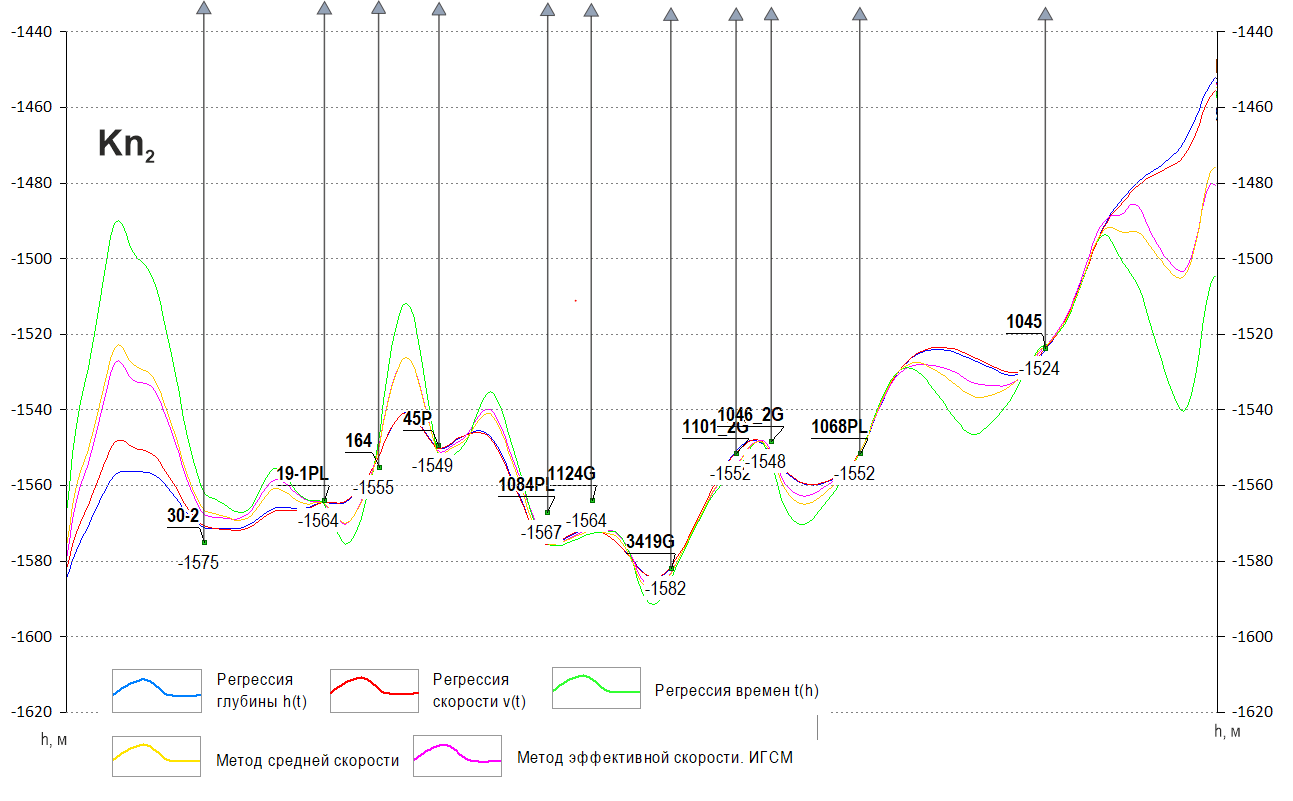 -1440 -1440
-1460 -1460
Kn2
-1480 -1480
-1500 -1500
-1520 -1520
1045
-1524
-1540 -1540
164 45P 1101_2G 1046_2G 1068PL
-1555 -1549 -1552 -1548 -1552
19-1PL 1084PL 1124G
-1560 -1560
30-2 -1564 -1567 -1564
3419G
-1575 -1582
-1580 -1580
-1600 -1600
-1620 -1620
h, м h, м
Регрессия
глубины h(t)
Регрессия
скорости v(t)
Регрессия времен t(h)
Метод средней скорости
Метод эффективной скорости. ИГСМ